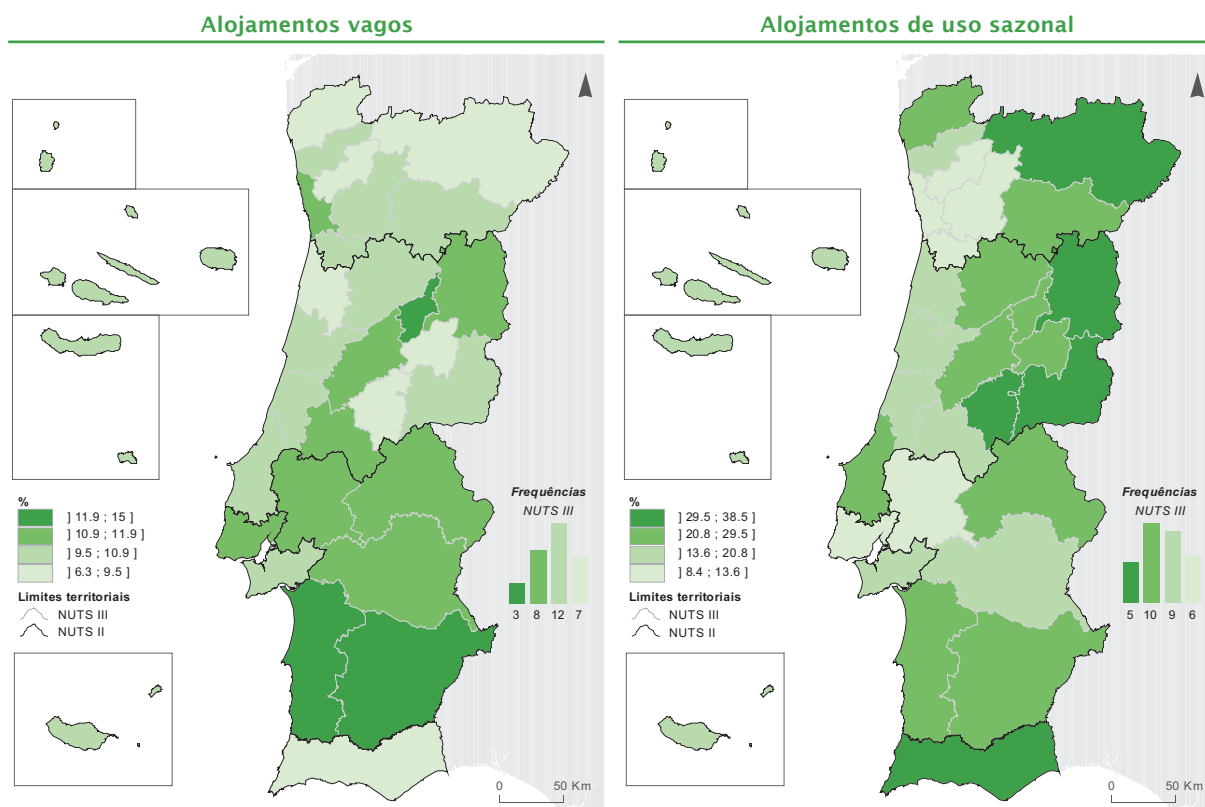 Alojamentos vagos
%
] 11.9 ; 15 ]
] 10.9 ; 11.9 ]
] 9.5 ; 10.9 ]
] 6.3 ; 9.5 ]
Limites territoriais
NUTS III
NUTS II
Frequências
NUTS III
3 8 12 7
0 50 Km
Alojamentos de uso sazonal
%
] 29.5 ; 38.5 ]
] 20.8 ; 29.5 ]
] 13.6 ; 20.8 ]
] 8.4 ; 13.6 ]
Limites territoriais
NUTS III
NUTS II
Frequências
NUTS III
5 10 9 6
0 50 Km